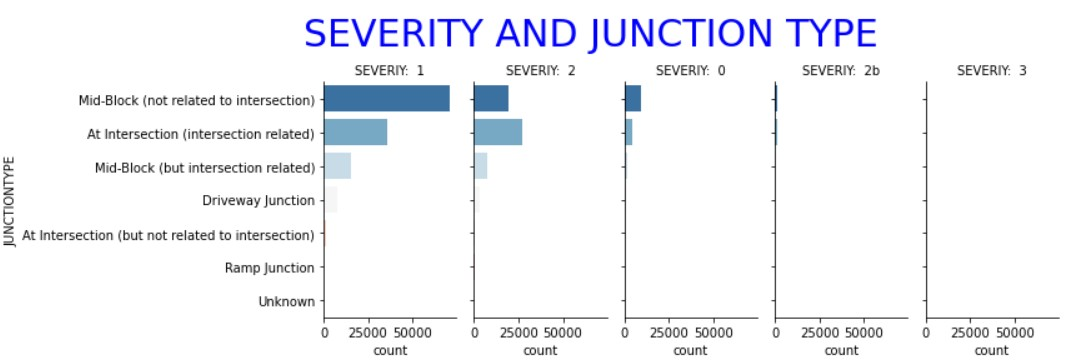 SEVERITY AND JUNCTION TYPE
SEVERIY: 1
SEVERIY: 2
SEVERIY: 0
SEVERIY: 2b
SEVERIY: 3
JUNCTIONTYPE
Mid-Block (not related to intersection)
At Intersection (intersection related)
Mid-Block (but intersection related)
Driveway Junction
At Intersection (but not related to intersection)
Ramp Junction
Unknown
0 25000 50000
0 25000 50000
0 25000 50000
0 25000 50000
0 25000 50000
count
count
count
count
count